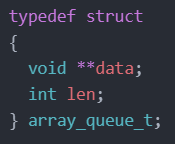 typedef struct
{
  void **data;
  int len;
} array_queue_t;